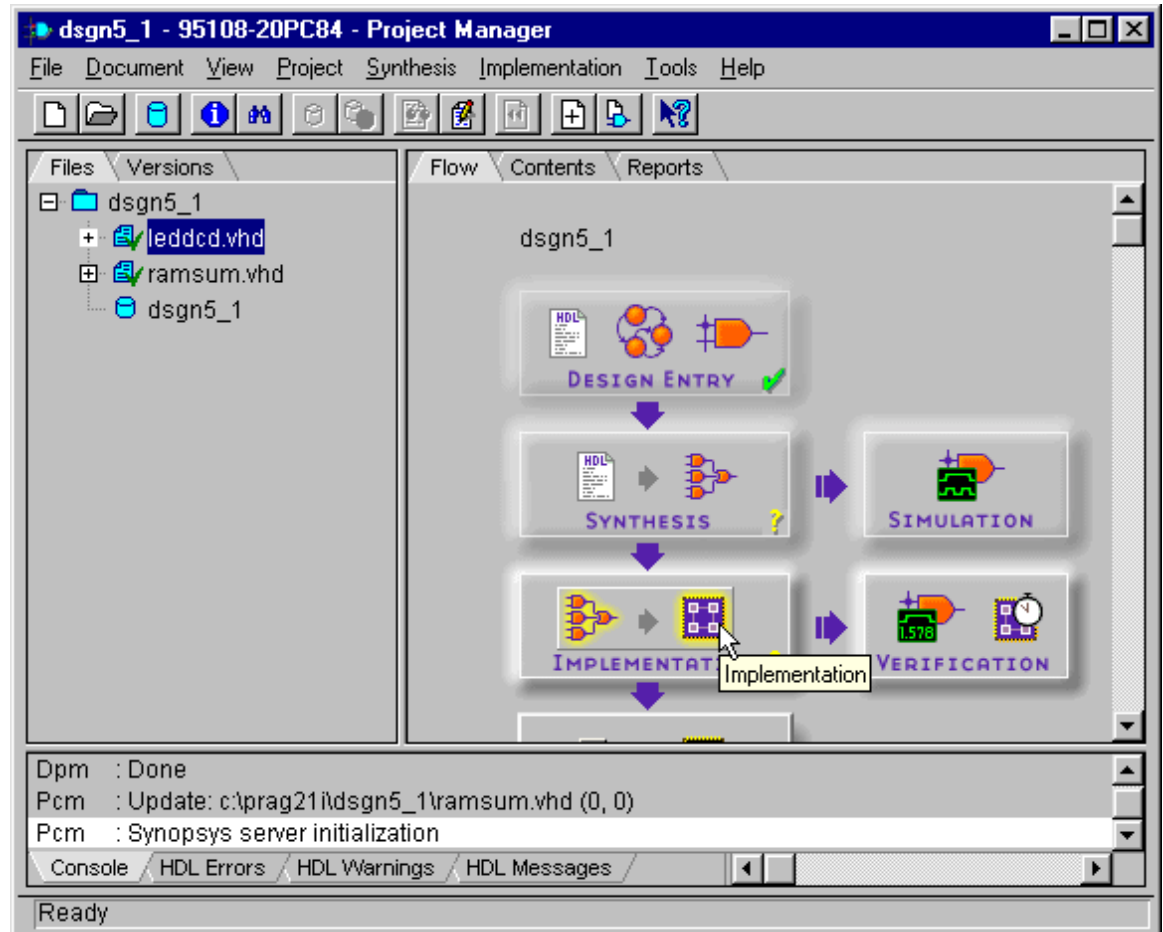 dsgn5_1 - 95108-20PC84 - Project Manager
File Document View Project Synthesis Implementation Tools Help
Files Versions
Flow Contents Reports
dsgn5_1
leddcd.vhd
ramsum.vhd
dsgn5_1
dsgn5_1
HDL
DESIGN ENTRY
HDL
SYNTHESIS ?
SIMULATION
IMPLEMENTAT
Implementation
1.578
VERIFICATION
Dpm : Done
Pcm : Update: c:\prag21i\dsgn5_1\ramsum.vhd (0, 0)
Pcm : Synopsys server initialization
Console HDL Errors HDL Warnings HDL Messages
Ready